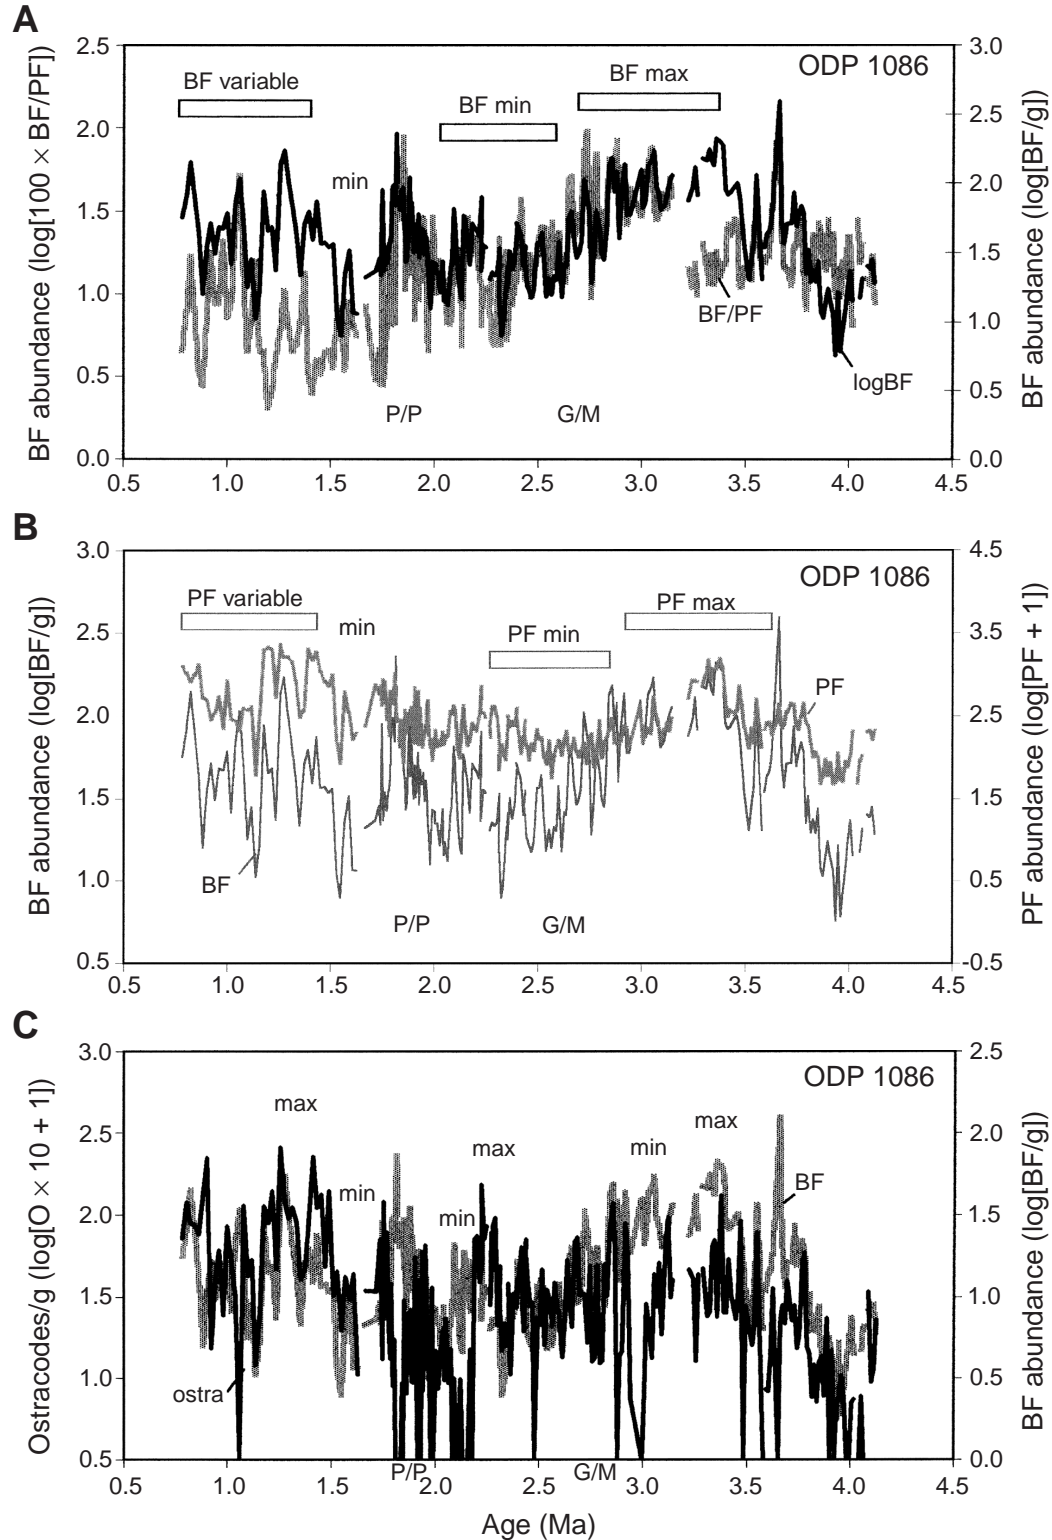 A
BF abundance (log[100 × BF/PF])
BF abundance (log[BF/g])
2.5
2.0
1.5
1.0
0.5
0.0
3.0
2.5
2.0
1.5
1.0
0.5
0.0
ODP 1086
BF variable
BF min
BF max
min
BF/PF
logBF
P/P
G/M
0.5 1.0 1.5 2.0 2.5 3.0 3.5 4.0 4.5
B
BF abundance (log[BF/g])
PF abundance (log[PF + 1])
3.0
2.5
2.0
1.5
1.0
0.5
4.5
3.5
2.5
1.5
0.5
-0.5
ODP 1086
PF variable
min
PF min
PF max
PF
BF
P/P
G/M
0.5 1.0 1.5 2.0 2.5 3.0 3.5 4.0 4.5
C
Ostracodes/g (log[O × 10 + 1])
BF abundance (log[BF/g])
3.0
2.5
2.0
1.5
1.0
0.5
2.5
2.0
1.5
1.0
0.5
0.0
ODP 1086
max
min
max
min
min
max
BF
ostra
P/P
G/M
0.5 1.0 1.5 2.0 2.5 3.0 3.5 4.0 4.5
Age (Ma)